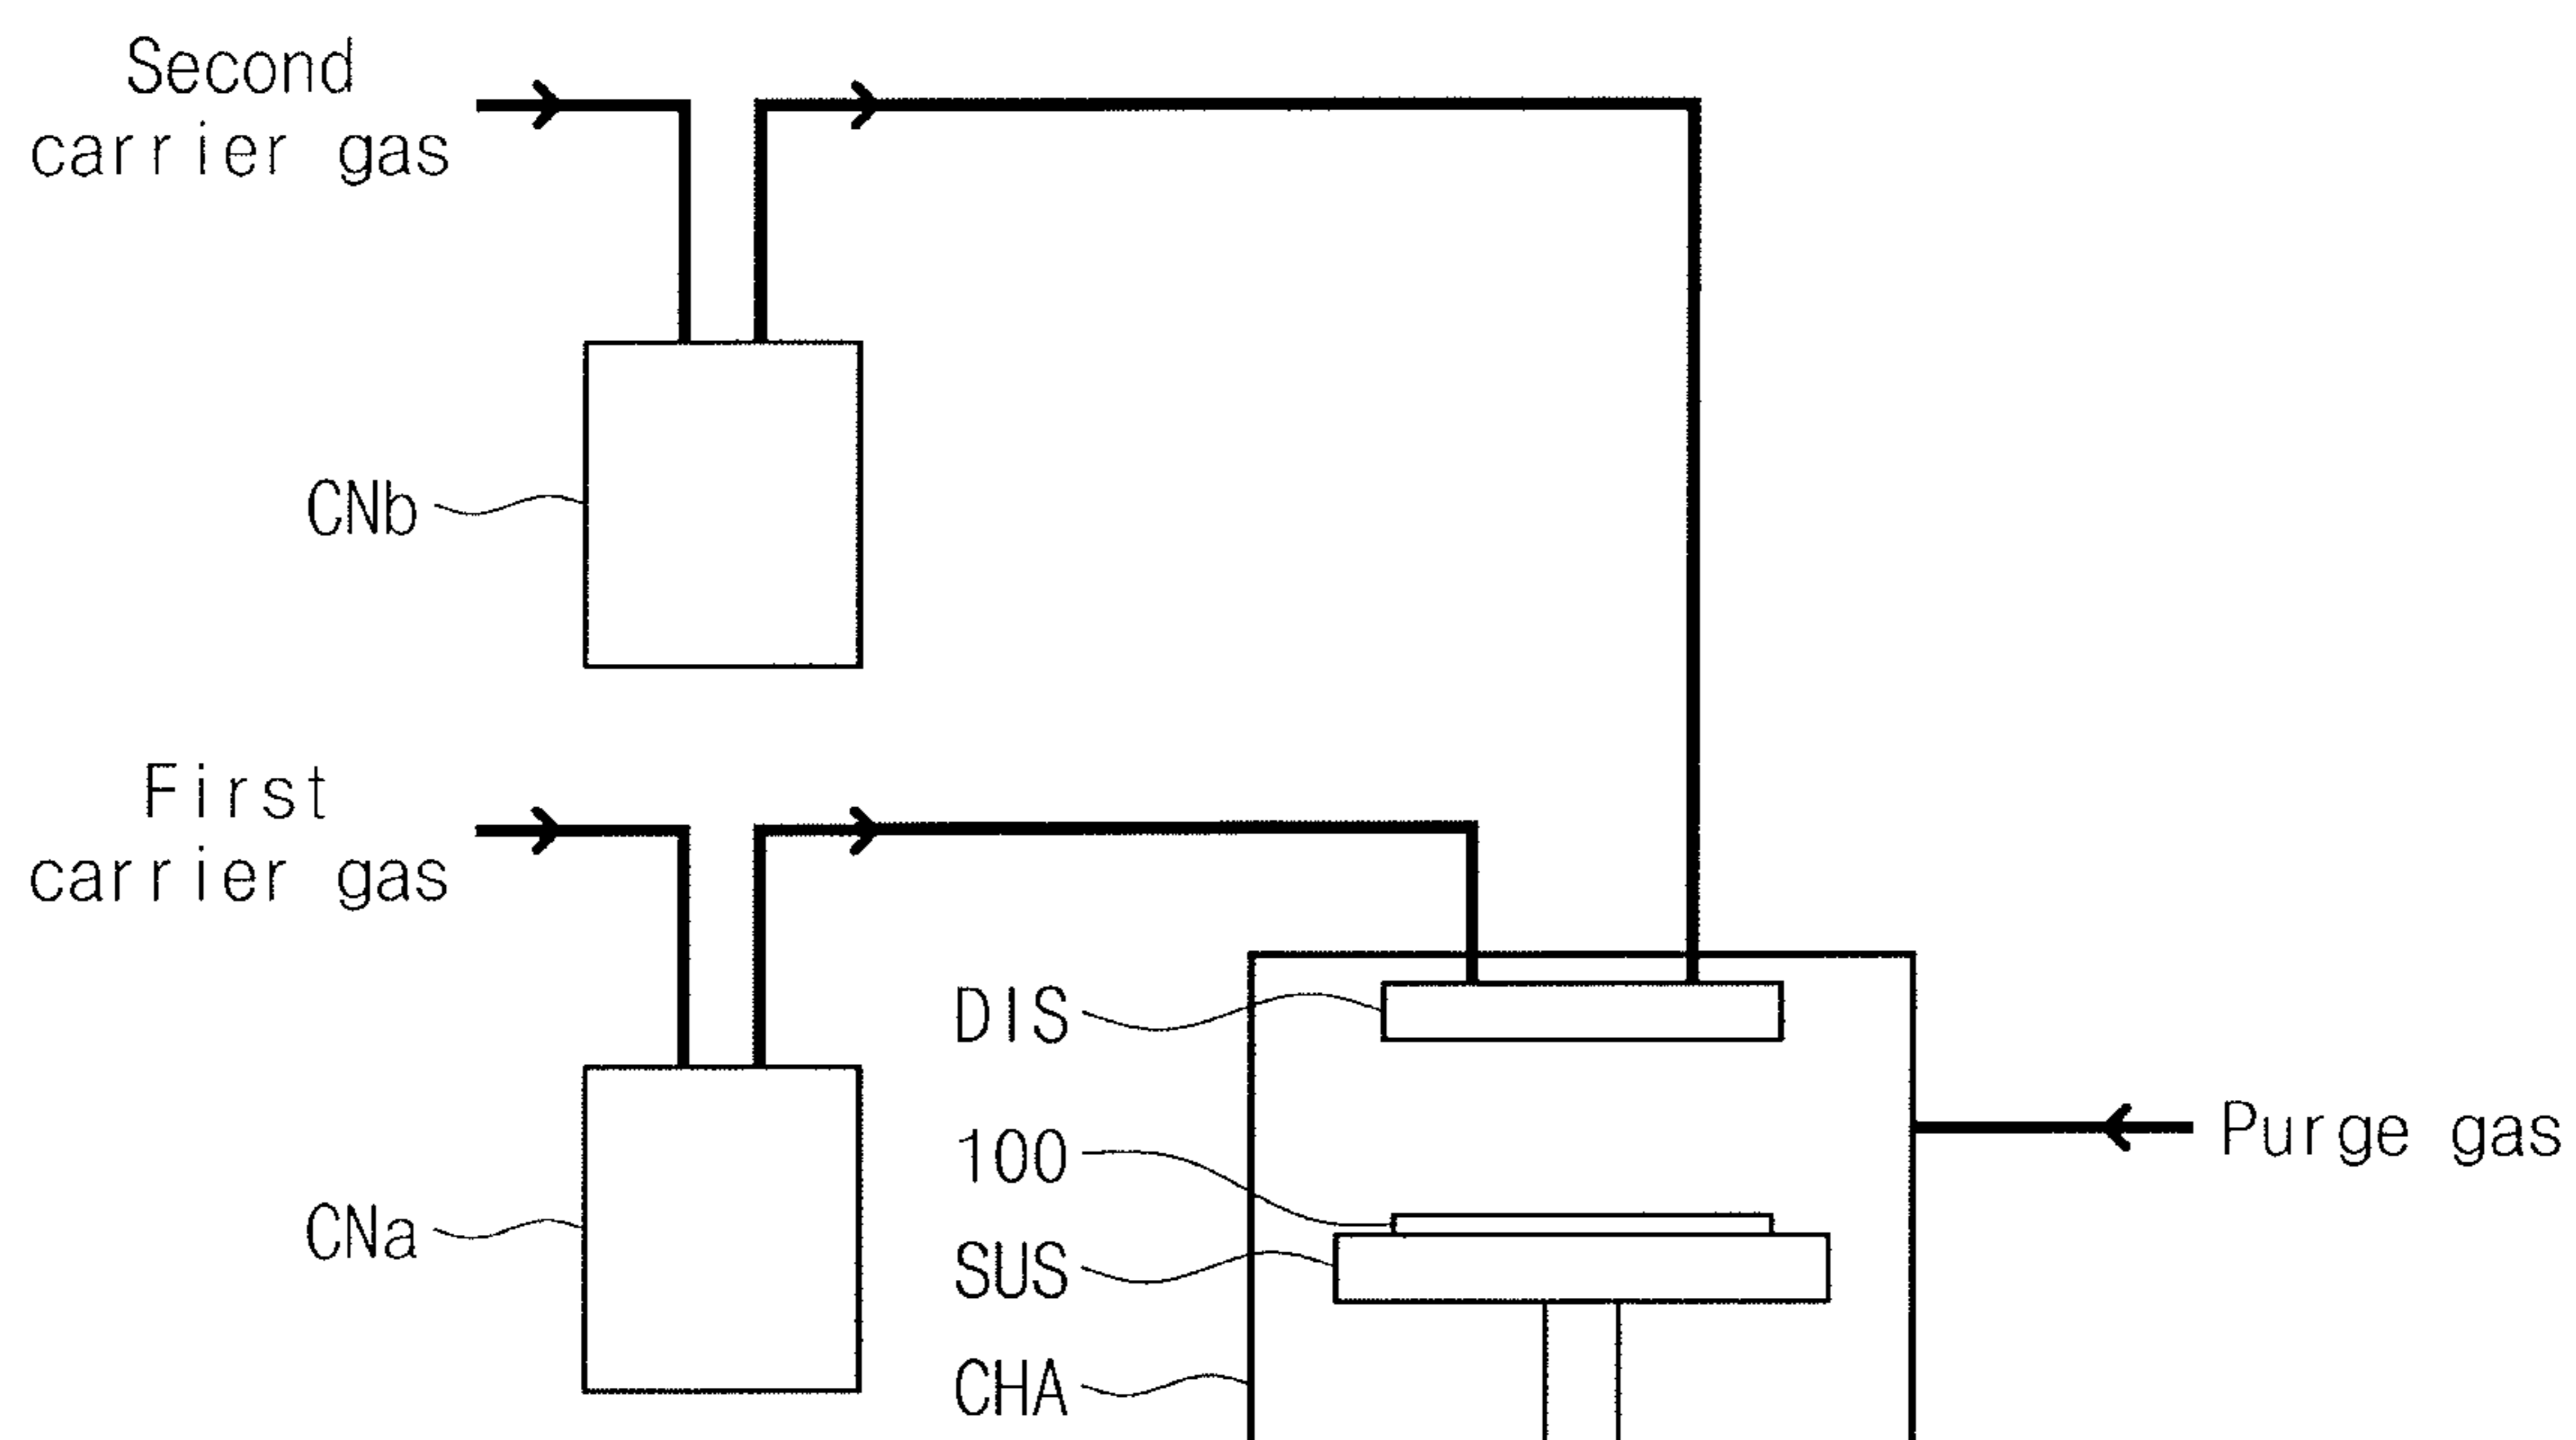 Second
carrier gas
CNb
First
carrier gas
DIS
100
Purge gas
CNa
SUS
CHA